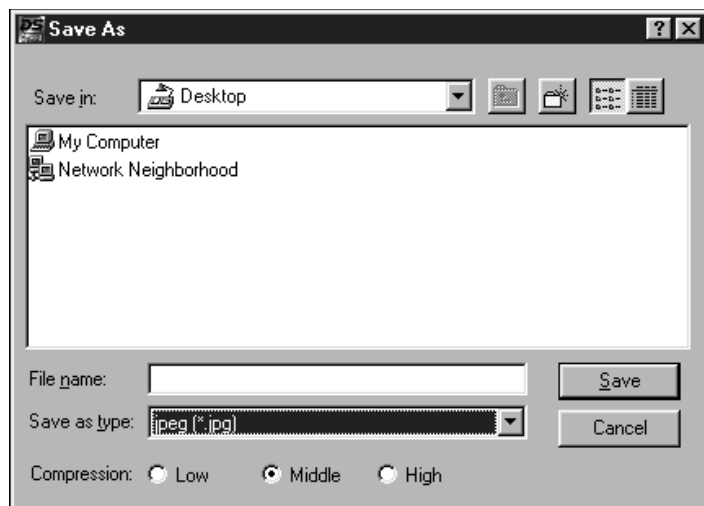 Save As
Save in: Desktop
My Computer
Network Neighborhood
File name:
Save
Save as type: jpeg (*.jpg)
Cancel
Compression: Low Middle High